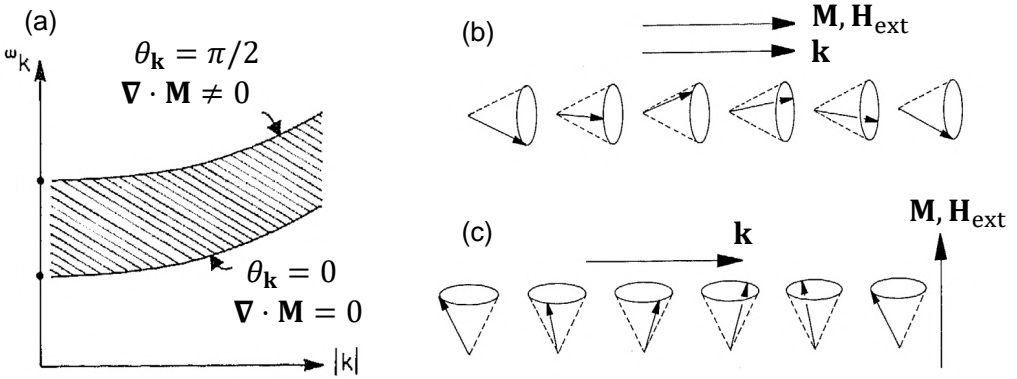 (a)
ω_k
θ_𝐤 = π/2
∇ · 𝐌 ≠ 0
θ_𝐤 = 0
∇ · 𝐌 = 0
|k|
(b)
𝐌, 𝐇_ext
𝐤
(c)
𝐤
𝐌, 𝐇_ext